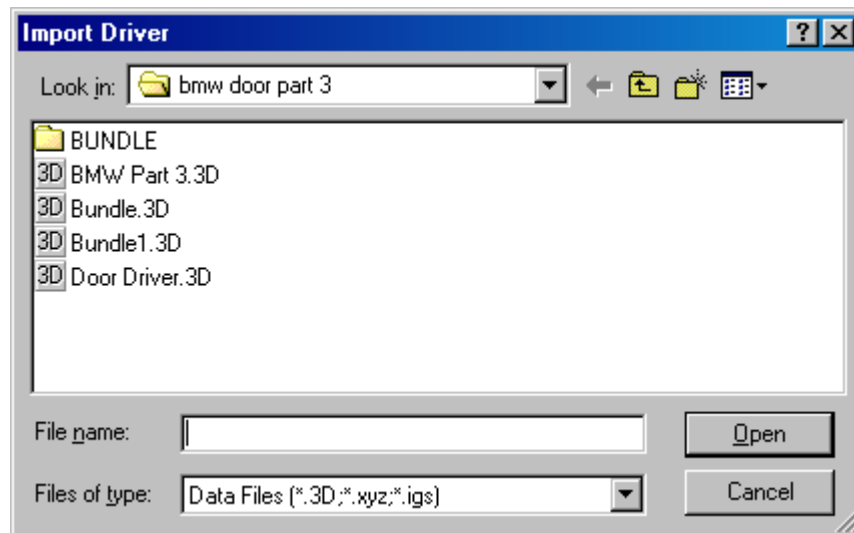 Import Driver
Look in: bmw door part 3
BUNDLE
3D BMW Part 3.3D
3D Bundle.3D
3D Bundle1.3D
3D Door Driver.3D
File name: Open
Files of type: Data Files (*.3D;*.xyz;*.igs) Cancel